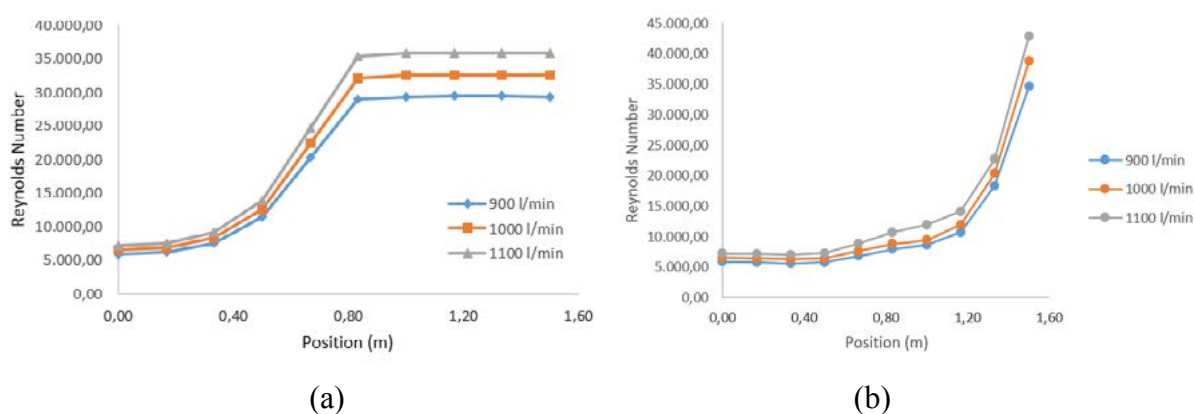 40.000,00
35.000,00
30.000,00
25.000,00
20.000,00
15.000,00
10.000,00
5.000,00
0,00
Reynolds Number
0,00 0,40 0,80 1,20 1,60
Position (m)
900 l/min
1000 l/min
1100 l/min
(a)
45.000,00
40.000,00
35.000,00
30.000,00
25.000,00
20.000,00
15.000,00
10.000,00
5.000,00
0,00
Reynolds Number
0,00 0,40 0,80 1,20 1,60
Position (m)
900 l/min
1000 l/min
1100 l/min
(b)